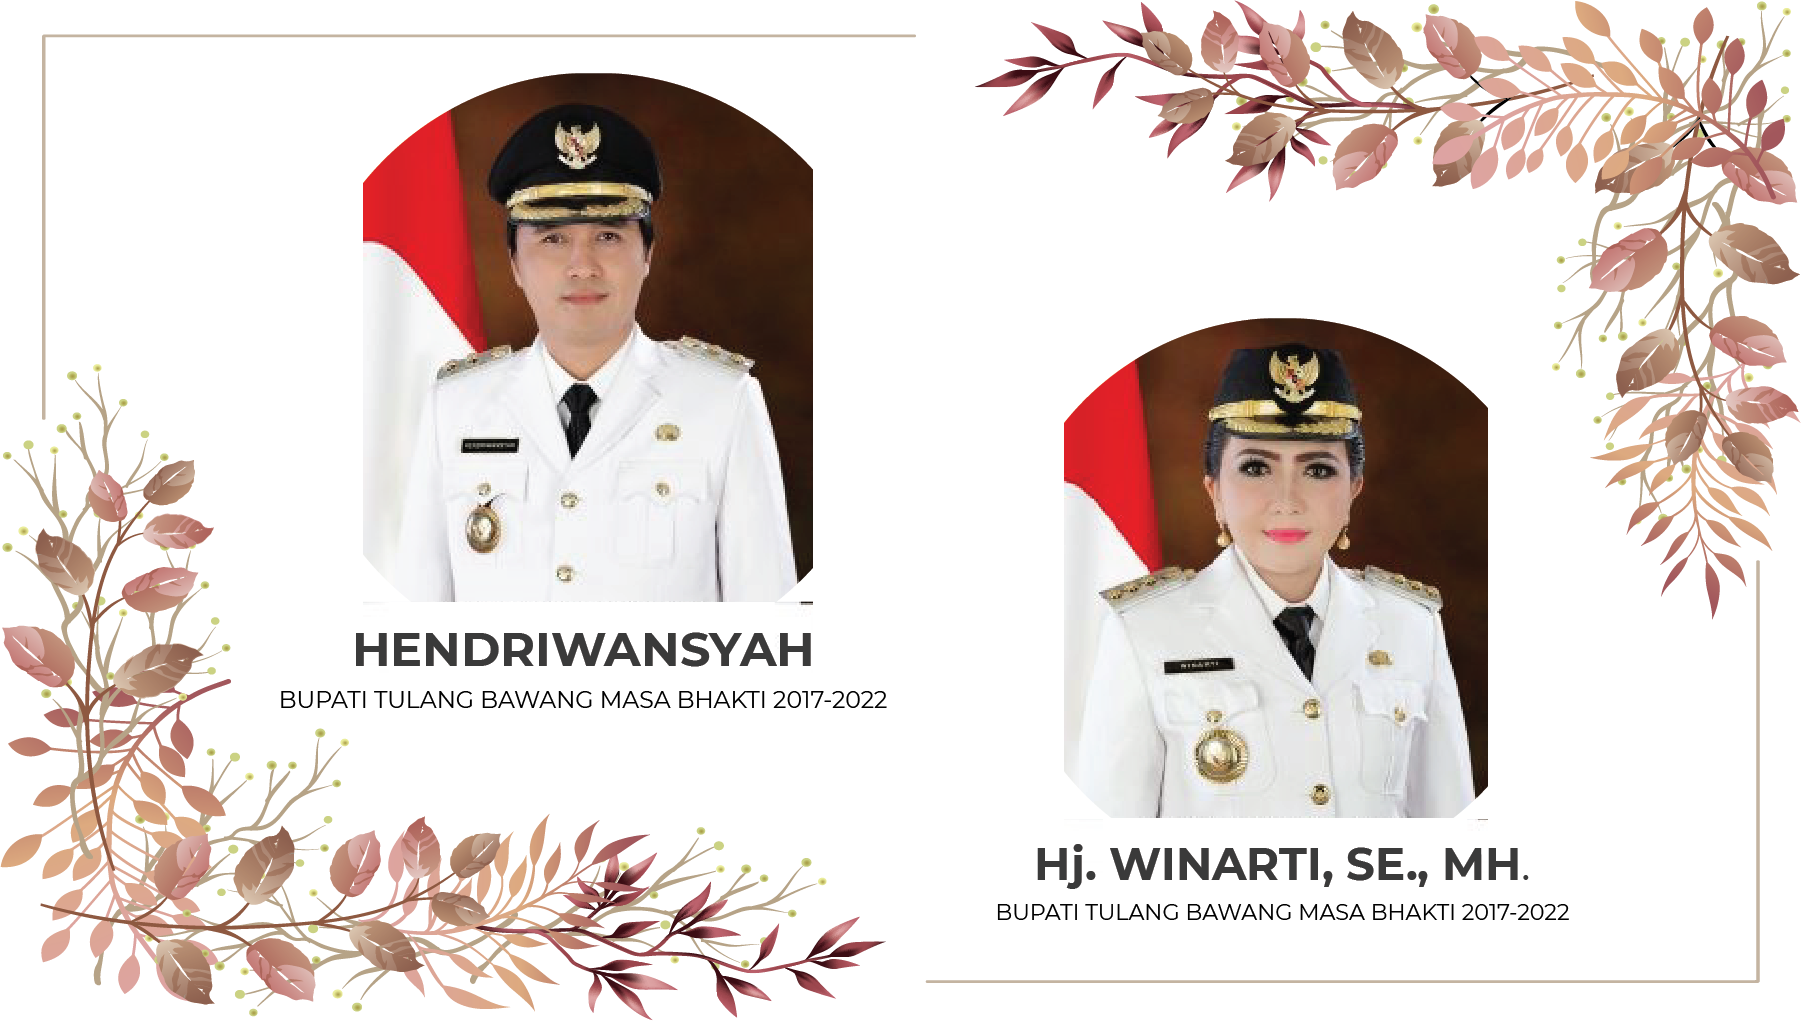 HENDRIWANSYAH
BUPATI TULANG BAWANG MASA BHAKTI 2017-2022
WINARTI
Hj. WINARTI, SE., MH.
BUPATI TULANG BAWANG MASA BHAKTI 2017-2022